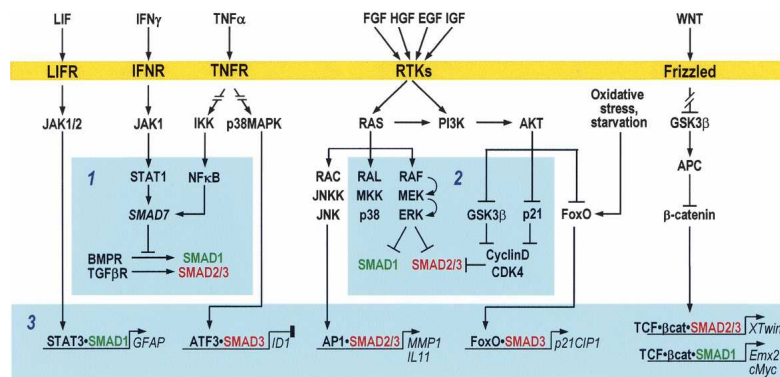 LIF IFNγ TNFα FGF HGF EGF IGF WNT
LIFR IFNR TNFR RTKs Frizzled
Oxidative
stress,
starvation
JAK1/2 JAK1 IKK p38MAPK RAS PI3K AKT GSK3β
1 STAT1 NFκB RAC RAL RAF 2 APC
SMAD7 JNKK MKK MEK
JNK p38 ERK GSK3β p21 FoxO β-catenin
BMPR SMAD1
TGFβR SMAD2/3
SMAD1 SMAD2/3 CyclinD
CDK4
3
STAT3•SMAD1 GFAP ATF3•SMAD3 ID1 AP1•SMAD2/3 MMP1
IL11
FoxO•SMAD3 p21CIP1
TCF•βcat•SMAD2/3 XTwin
TCF•βcat•SMAD1 Emx2
cMyc